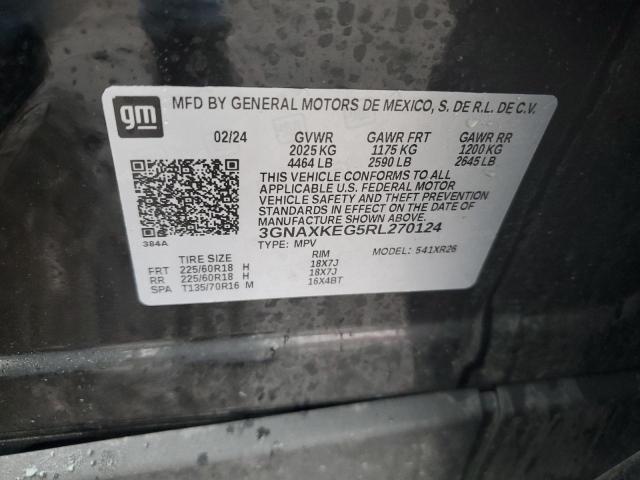 gm
MFD BY GENERAL MOTORS DE MEXICO, S. DE R.L. DE C.V.
02/24 GVWR GAWR FRT GAWR RR
2025 KG 1175 KG 1200 KG
4464 LB 2590 LB 2645 LB
THIS VEHICLE CONFORMS TO ALL
APPLICABLE U.S. FEDERAL MOTOR
VEHICLE SAFETY AND THEFT PREVENTION
STANDARDS IN EFFECT ON THE DATE OF
MANUFACTURE SHOWN ABOVE.
3GNAXKEG5RL270124
384A
TYPE: MPV MODEL: 541XR26
TIRE SIZE RIM
FRT 225/60R18 H 18X7J
RR 225/60R18 H 18X7J
SPA T135/70R16 M 16X4BT